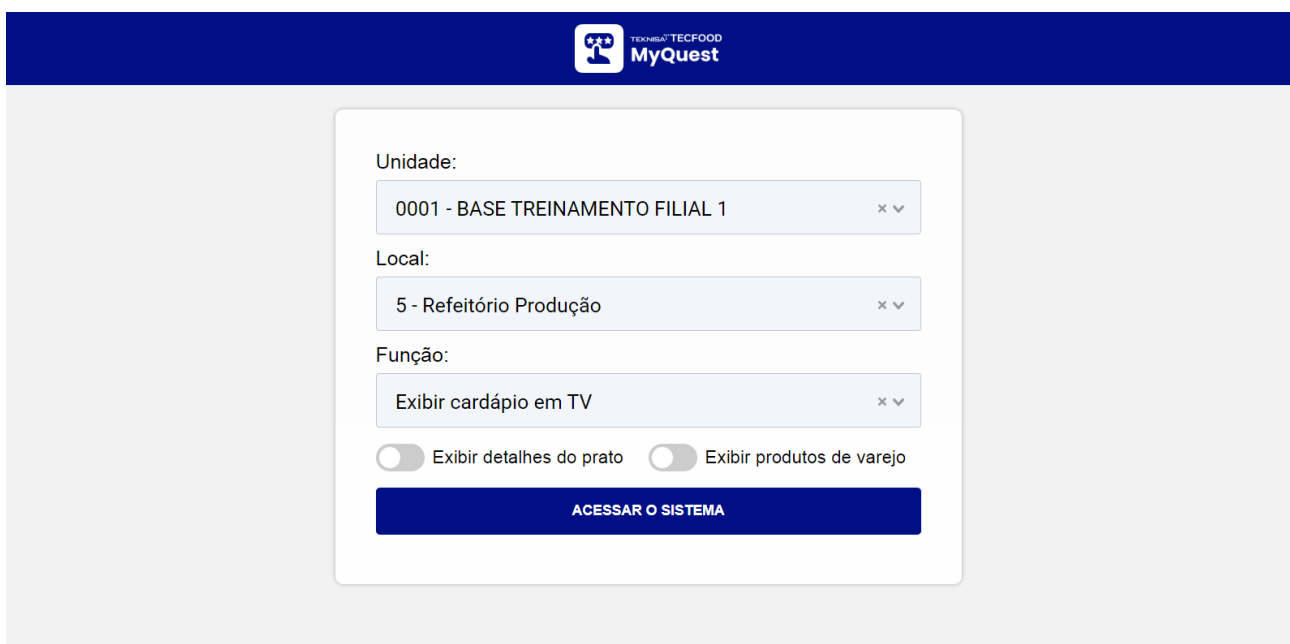 TEKNISA TECFOOD
MyQuest
Unidade:
0001 - BASE TREINAMENTO FILIAL 1
Local:
5 - Refeitório Produção
Função:
Exibir cardápio em TV
Exibir detalhes do prato Exibir produtos de varejo
ACESSAR O SISTEMA